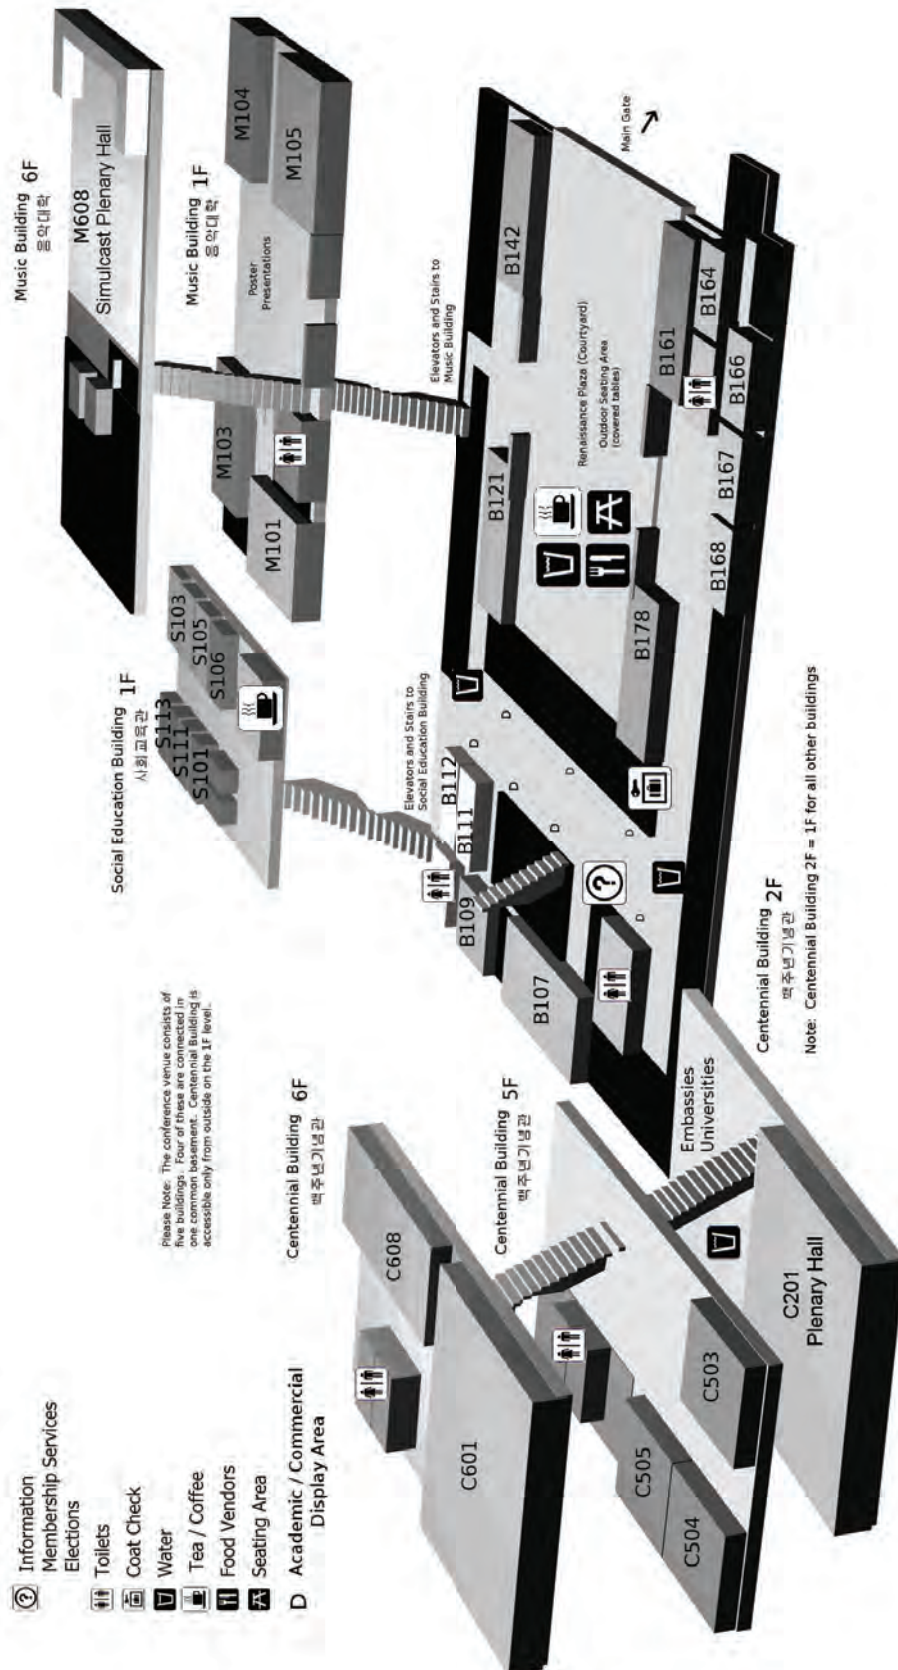 Information
Membership Services
Elections
Toilets
Coat Check
Water
Tea / Coffee
Food Vendors
Seating Area
D Academic / Commercial
Display Area
Please Note: The conference venue consists of
five buildings. Four of these are connected in
one common basement. Centennial Building is
accessible only from outside on the 1F level.
Social Education Building 1F
사회교육관
S113
S111
S101
S103
S105
S106
Music Building 6F
음악대학
M608
Simulcast Plenary Hall
Music Building 1F
음악대학
M104
M105
Poster
Presentations
M103
M101
Elevators and Stairs to
Music Building
Elevators and Stairs to
Social Education Building
Centennial Building 6F
백주년기념관
C608
C601
Centennial Building 5F
백주년기념관
C505
C504
C503
Centennial Building 2F
백주년기념관
Note: Centennial Building 2F = 1F for all other buildings
Embassies
Universities
C201
Plenary Hall
B107
B109
B111
B112
D
D
D
D
D
D
D
B121
B142
Renaissance Plaza (Courtyard)
Outdoor Seating Area
(covered tables)
B178
B161
B164
B166
B167
B168
Main Gate
?
?